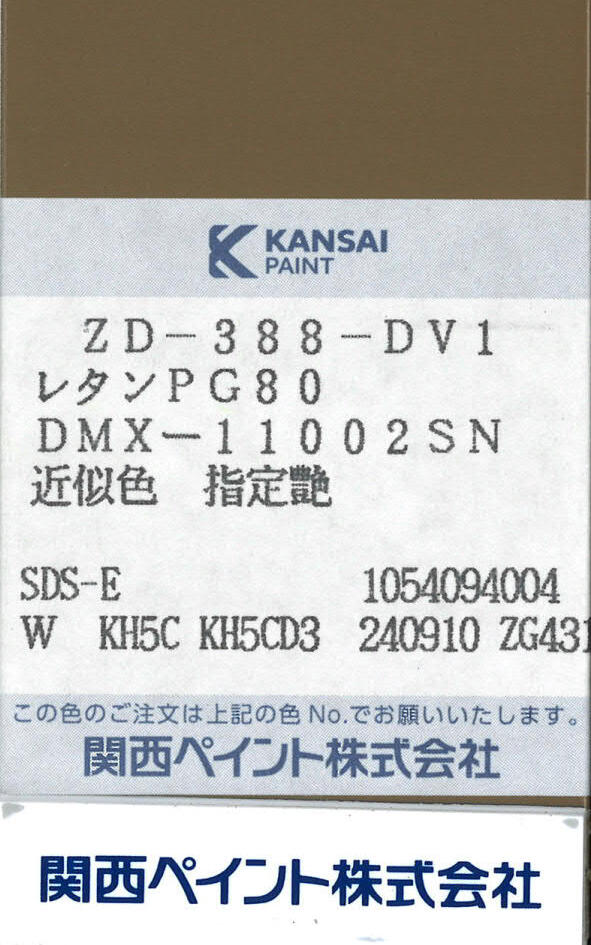 KANSAI
PAINT
ZD-388-DV1
レタンPG80
DMX-11002SN
近似色 指定艶
SDS-E 1054094004
W KH5C KH5CD3 240910 ZG431
この色のご注文は上記の色No.でお願いいたします。
関西ペイント株式会社
関西ペイント株式会社